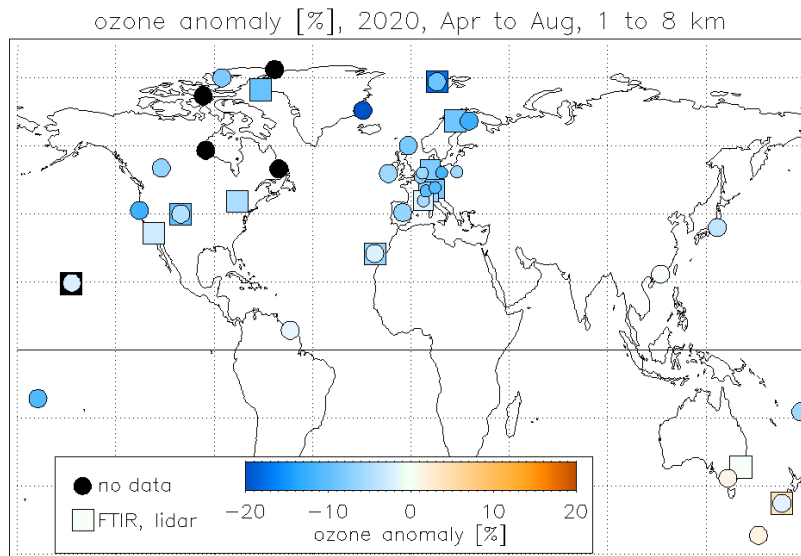 ozone anomaly [%], 2020, Apr to Aug, 1 to 8 km
no data
FTIR, lidar
−20 −10 0 10 20
ozone anomaly [%]